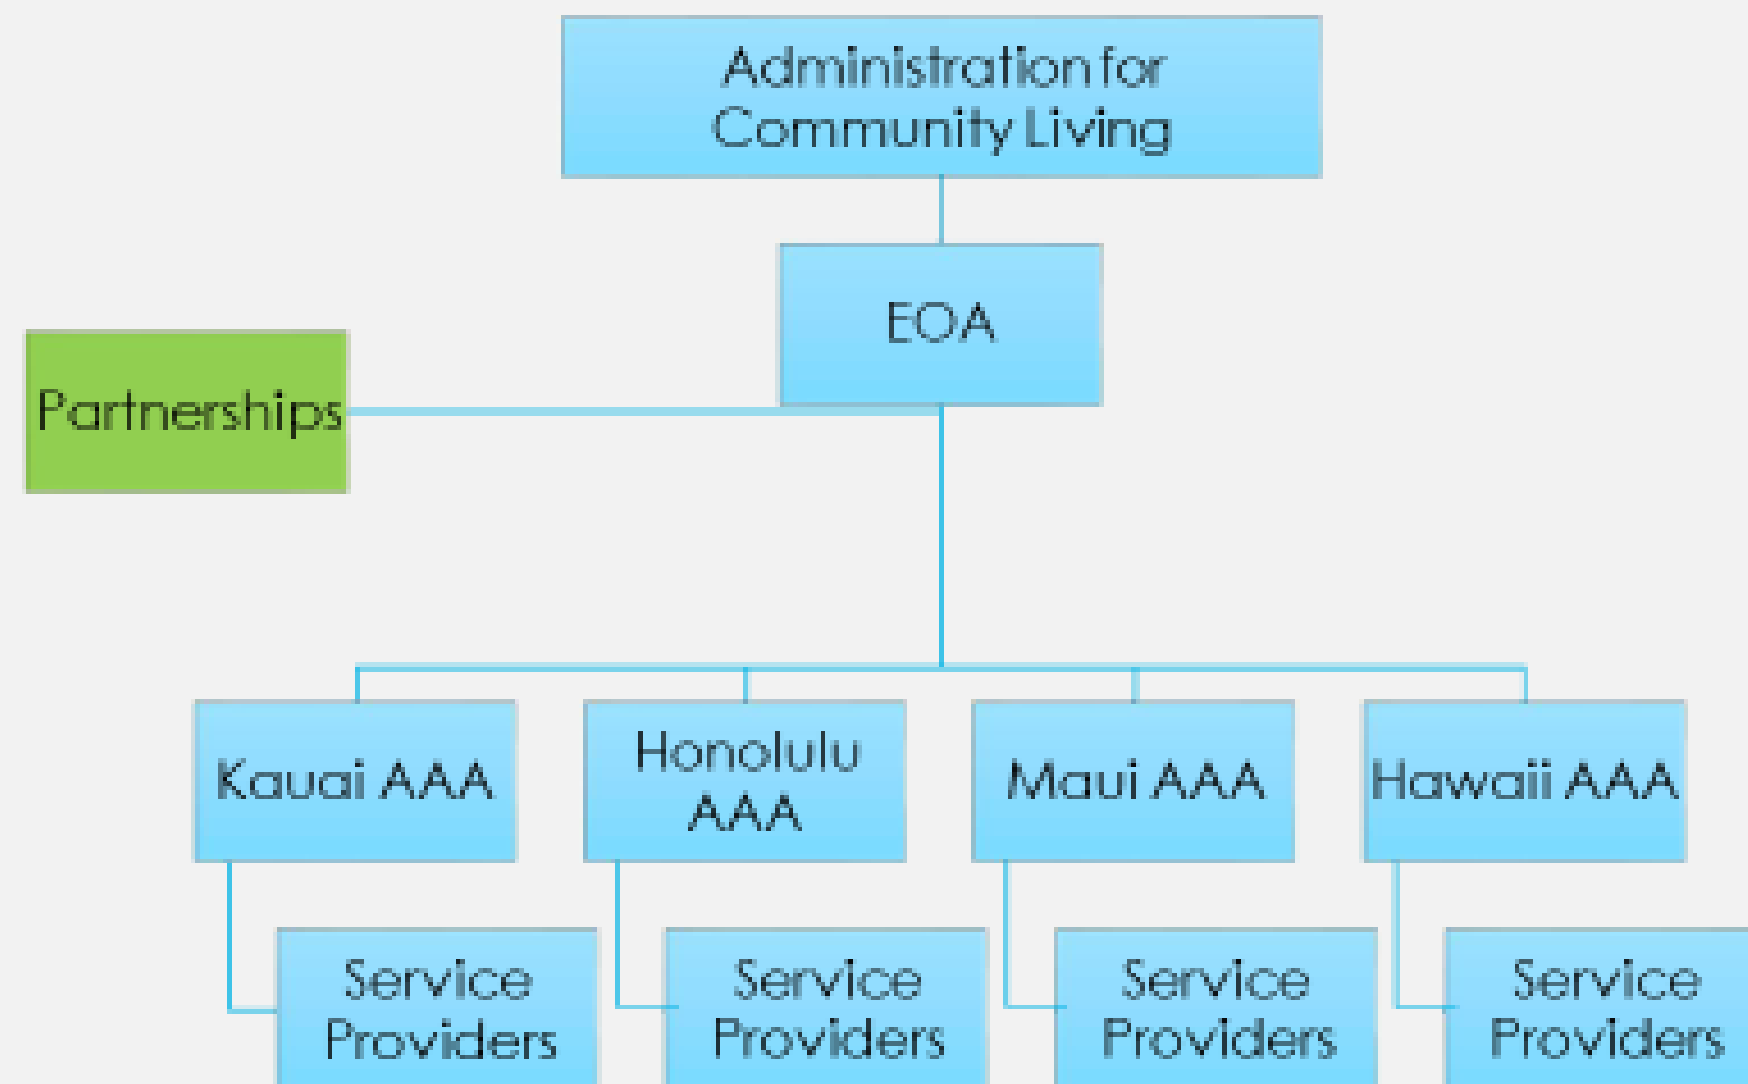 Administration for
Community Living
EOA
Partnerships
Kauai AAA
Honolulu
AAA
Maui AAA
Hawaii AAA
Service
Providers
Service
Providers
Service
Providers
Service
Providers